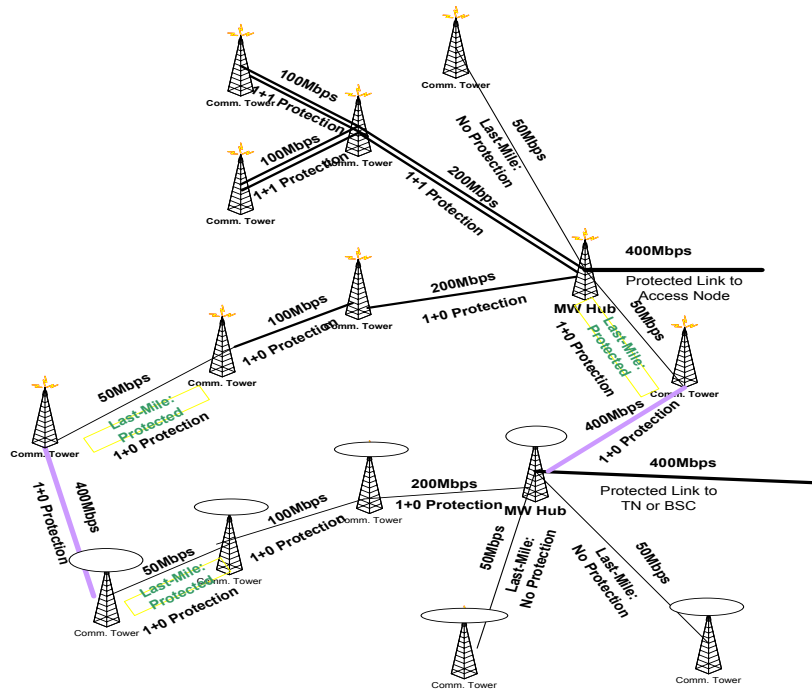 Comm. Tower
100Mbps
1+1 Protection
Comm. Tower
100Mbps
1+1 Protection
Comm. Tower
Comm. Tower
Comm. Tower
50Mbps
Last-Mile:
No Protection
200Mbps
1+1 Protection
400Mbps
Protected Link to
Access Node
MW Hub
200Mbps
1+0 Protection
Comm. Tower
100Mbps
1+0 Protection
Comm. Tower
50Mbps
Last-Mile:
Protected
1+0 Protection
Comm. Tower
50Mbps
Last-Mile:
Protected
1+0 Protection
Comm. Tower
400Mbps
1+0 Protection
400Mbps
Protected Link to
TN or BSC
MW Hub
200Mbps
1+0 Protection
Comm. Tower
100Mbps
1+0 Protection
Comm. Tower
50Mbps
Last-Mile:
Protected
1+0 Protection
Comm. Tower
400Mbps
1+0 Protection
50Mbps
Last-Mile:
No Protection
Comm. Tower
50Mbps
Last-Mile:
No Protection
Comm. Tower